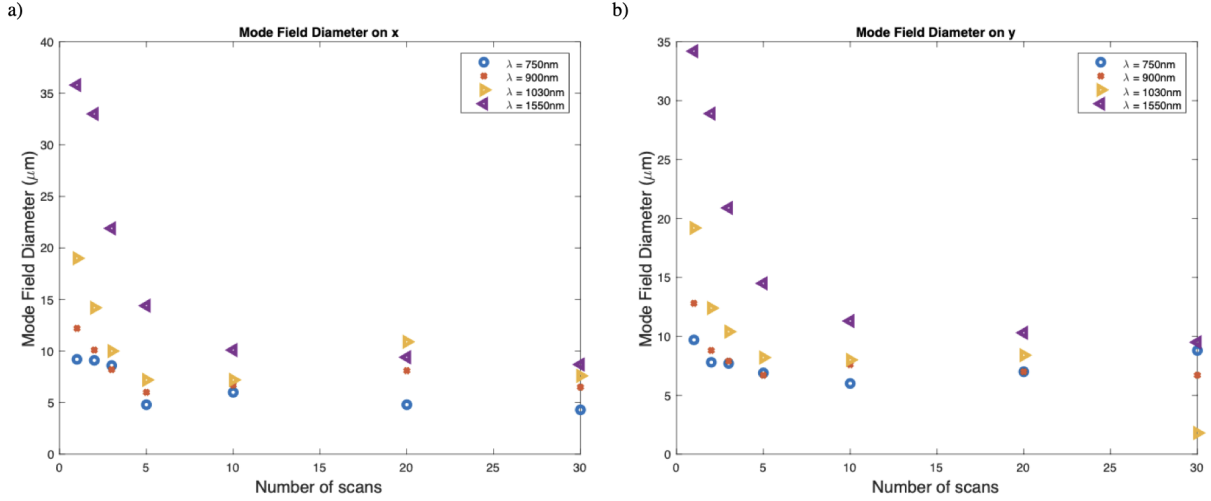 a)
Mode Field Diameter on x
40
35
30
25
20
15
10
5
0
Mode Field Diameter (μm)
λ = 750nm
λ = 900nm
λ = 1030nm
λ = 1550nm
0 5 10 15 20 25 30
Number of scans
b)
Mode Field Diameter on y
35
30
25
20
15
10
5
0
Mode Field Diameter (μm)
λ = 750nm
λ = 900nm
λ = 1030nm
λ = 1550nm
0 5 10 15 20 25 30
Number of scans